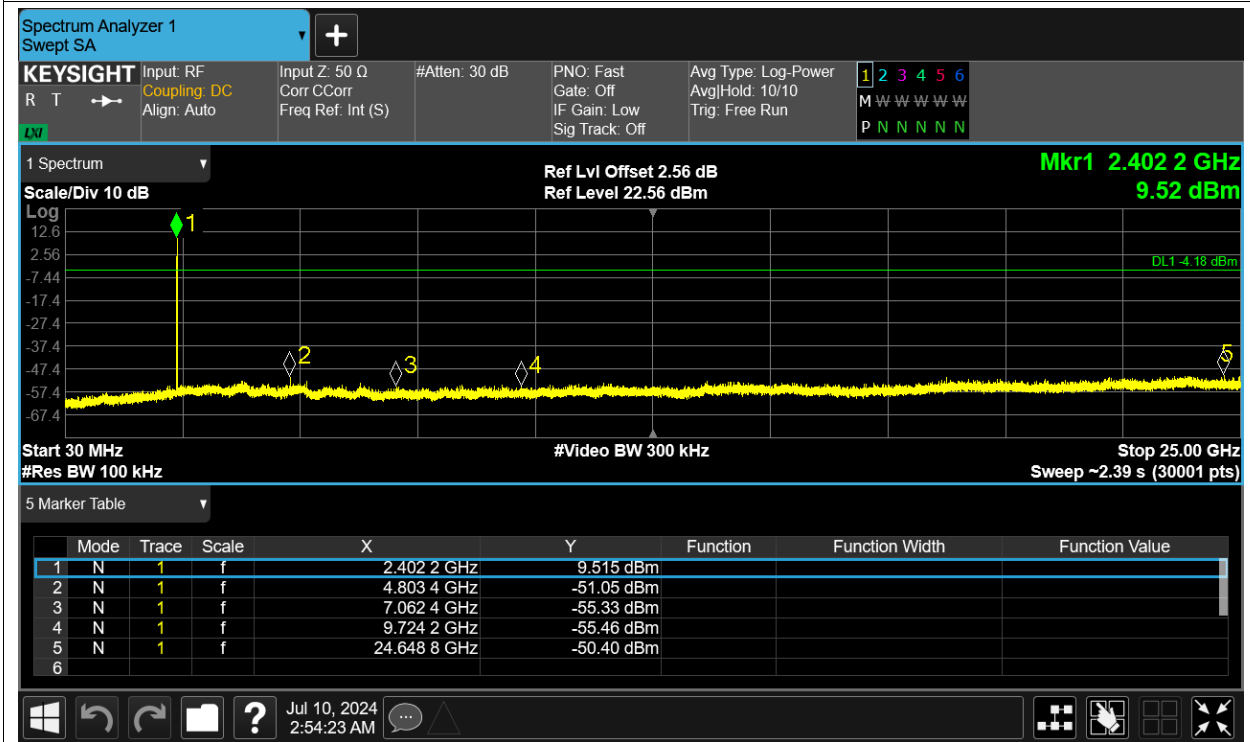 Spectrum Analyzer 1
Swept SA
+
KEYSIGHT
R T
LXI
Input: RF
Coupling: DC
Align: Auto
Input Z: 50 Ω
Corr CCorr
Freq Ref: Int (S)
#Atten: 30 dB
PNO: Fast
Gate: Off
IF Gain: Low
Sig Track: Off
Avg Type: Log-Power
Avg|Hold: 10/10
Trig: Free Run
1 2 3 4 5 6
M W W W W W
P N N N N N
1 Spectrum
Scale/Div 10 dB
Ref Lvl Offset 2.56 dB
Ref Level 22.56 dBm
Mkr1 2.402 2 GHz
9.52 dBm
Log
12.6
2.56
-7.44
-17.4
-27.4
-37.4
-47.4
-57.4
-67.4
1
DL1 -4.18 dBm
2
3
4
5
Start 30 MHz
#Res BW 100 kHz
#Video BW 300 kHz
Stop 25.00 GHz
Sweep ~2.39 s (30001 pts)
5 Marker Table
Mode Trace Scale X Y Function Function Width Function Value
1 N 1 f 2.402 2 GHz 9.515 dBm
2 N 1 f 4.803 4 GHz -51.05 dBm
3 N 1 f 7.062 4 GHz -55.33 dBm
4 N 1 f 9.724 2 GHz -55.46 dBm
5 N 1 f 24.648 8 GHz -50.40 dBm
6
?
Jul 10, 2024
2:54:23 AM